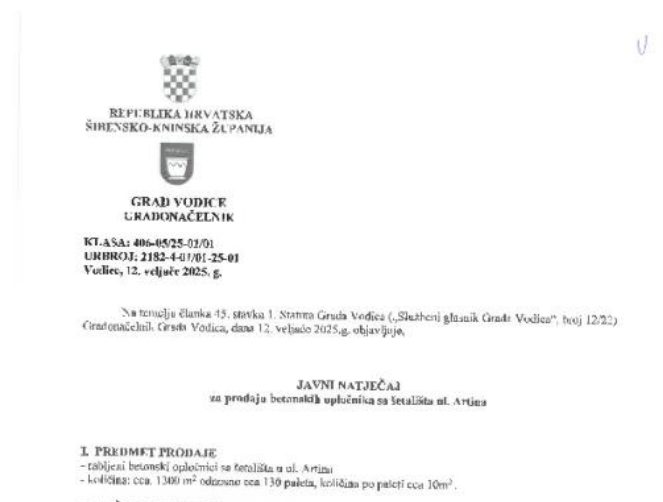 REPUBLIKA HRVATSKA
ŠIBENSKO-KNINSKA ŽUPANIJA
GRAD VODICE
GRADONAČELNIK
KLASA: 406-05/25-01/01
URBROJ: 2182-4-01/01-25-01
Vodice, 12. veljače 2025. g.
Na temelju članka 45. stavka 1. Statuta Grada Vodica („Službeni glasnik Grada Vodica“, broj 12/22)
Gradonačelnik Grada Vodica, dana 12. veljače 2025.g. objavljuje,
JAVNI NATJEČAJ
za prodaju betonskih opločnika sa šetališta ul. Artina
I. PREDMET PRODAJE
- rabljeni betonski opločnici sa šetališta u ul. Artina
- količina: cca. 1300 m² odnosno cca 130 paleta, količina po paleti cca 10m².